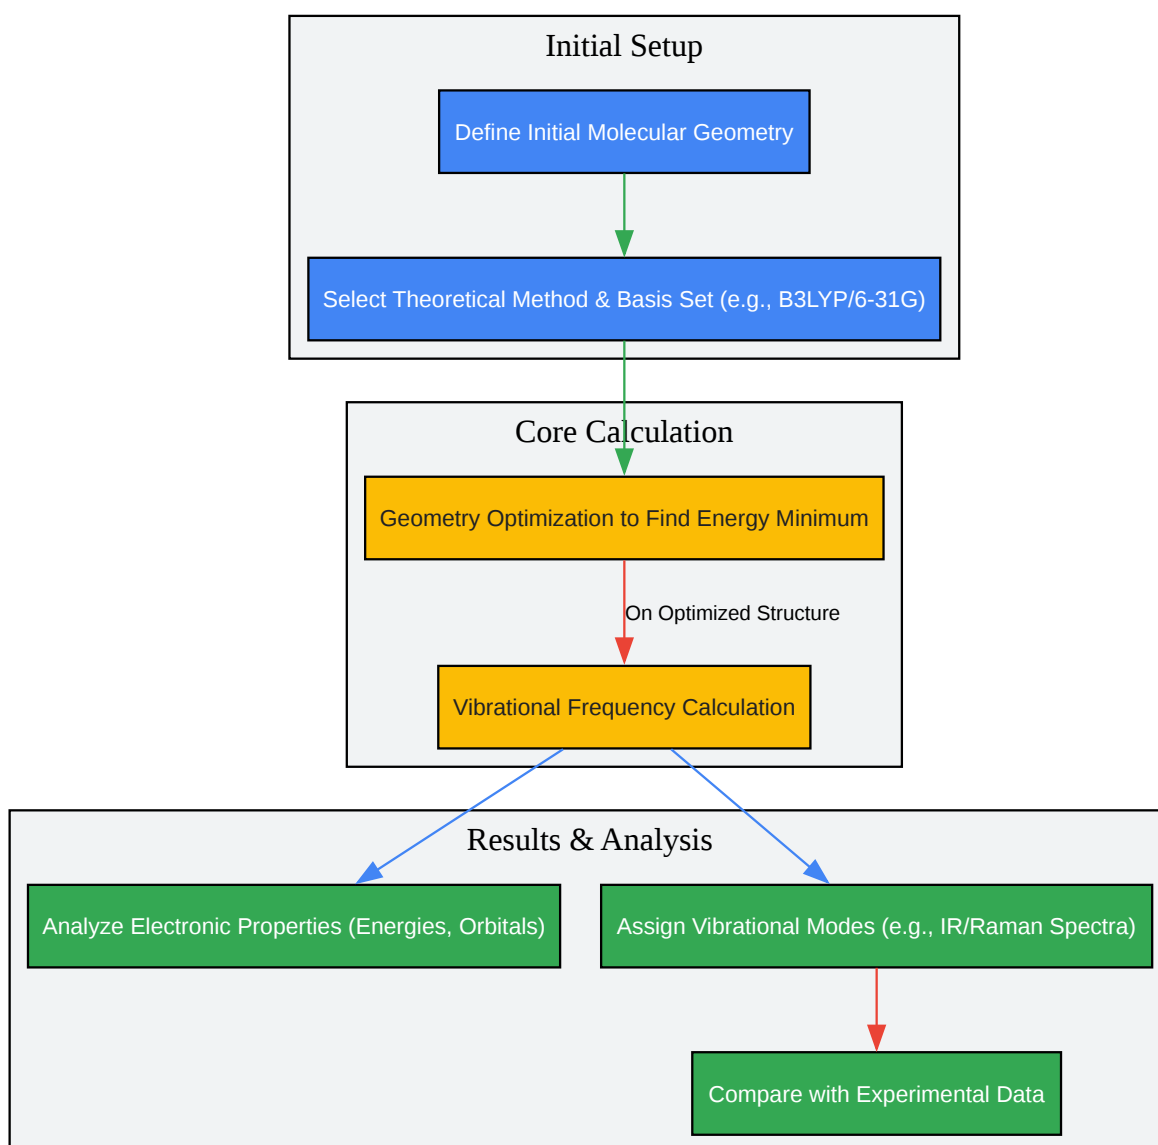 Initial Setup
Define Initial Molecular Geometry
Select Theoretical Method & Basis Set (e.g., B3LYP/6-31G)
Core Calculation
Geometry Optimization to Find Energy Minimum
On Optimized Structure
Vibrational Frequency Calculation
Results & Analysis
Analyze Electronic Properties (Energies, Orbitals)
Assign Vibrational Modes (e.g., IR/Raman Spectra)
Compare with Experimental Data